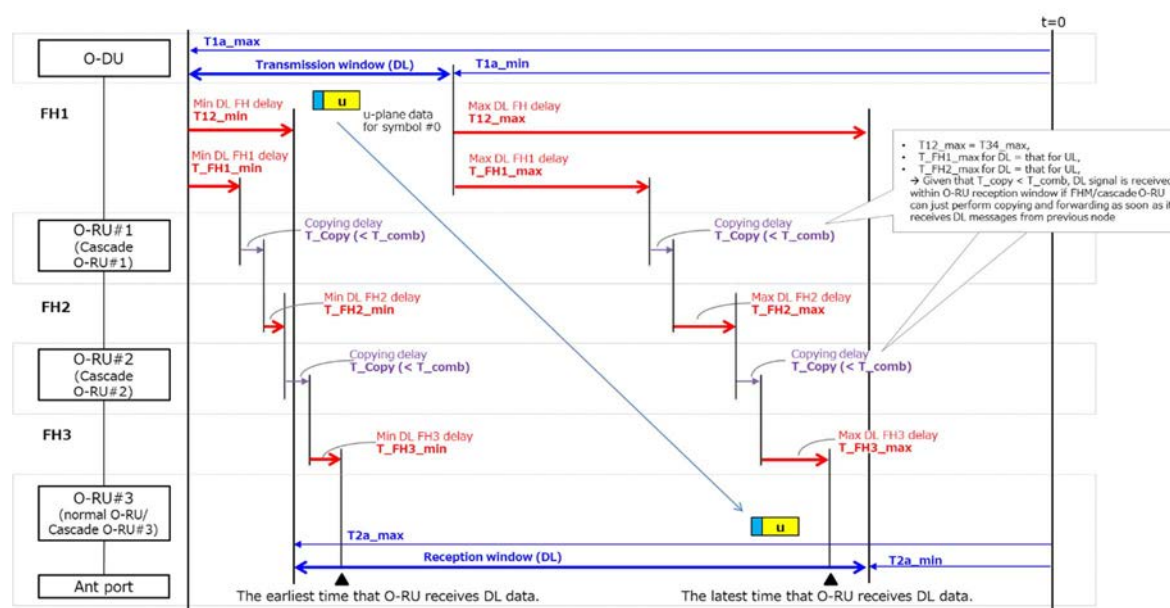 t=0
T1a_max
O-DU
Transmission window (DL)
T1a_min
FH1
Min DL FH delay
T12_min
u
u-plane data
for symbol #0
Max DL FH delay
T12_max
Min DL FH1 delay
T_FH1_min
Max DL FH1 delay
T_FH1_max
• T12_max = T34_max,
• T_FH1_max for DL = that for UL,
• T_FH2_max for DL = that for UL,
→ Given that T_copy < T_comb, DL signal is received
within O-RU reception window if FHM/cascade O-RU
can just perform copying and forwarding as soon as it
receives DL messages from previous node
O-RU#1
(Cascade
O-RU#1)
Copying delay
T_Copy (< T_comb)
Copying delay
T_Copy (< T_comb)
FH2
Min DL FH2 delay
T_FH2_min
Max DL FH2 delay
T_FH2_max
O-RU#2
(Cascade
O-RU#2)
Copying delay
T_Copy (< T_comb)
Copying delay
T_Copy (< T_comb)
FH3
Min DL FH3 delay
T_FH3_min
Max DL FH3 delay
T_FH3_max
O-RU#3
(normal O-RU/
Cascade O-RU#3)
u
T2a_max
Reception window (DL)
T2a_min
Ant port
The earliest time that O-RU receives DL data.
The latest time that O-RU receives DL data.